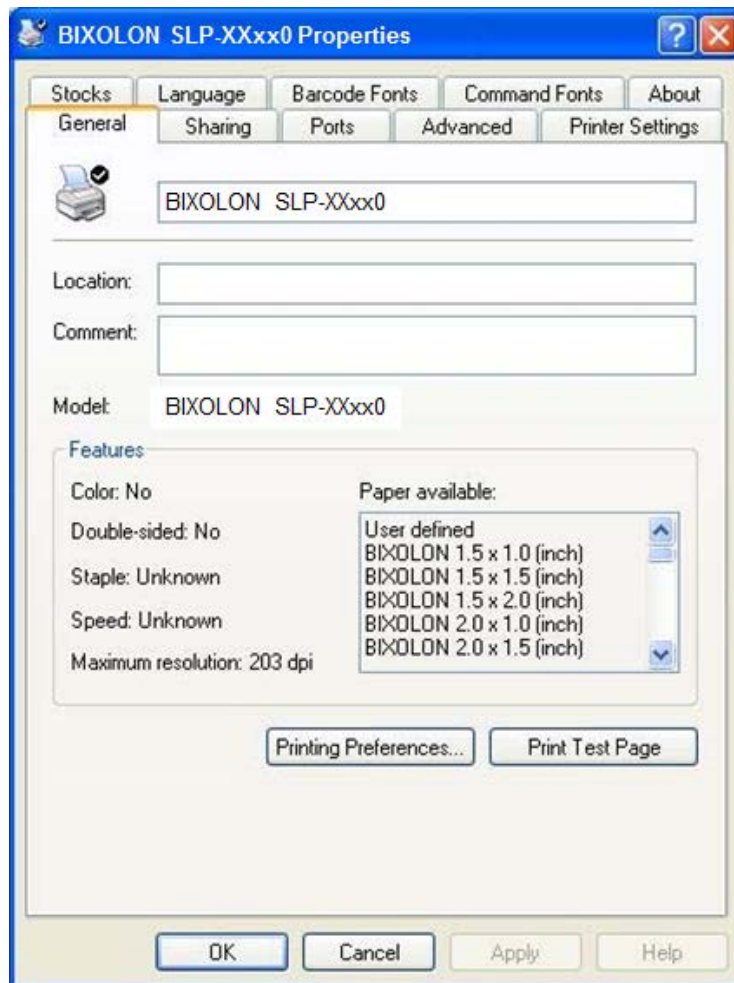 BIXOLON SLP-XXxx0 Properties
?
Stocks Language Barcode Fonts Command Fonts About
General Sharing Ports Advanced Printer Settings
BIXOLON SLP-XXxx0
Location:
Comment:
Model: BIXOLON SLP-XXxx0
Features
Color: No Paper available:
Double-sided: No
Staple: Unknown
Speed: Unknown
Maximum resolution: 203 dpi
User defined
BIXOLON 1.5 x 1.0 (inch)
BIXOLON 1.5 x 1.5 (inch)
BIXOLON 1.5 x 2.0 (inch)
BIXOLON 2.0 x 1.0 (inch)
BIXOLON 2.0 x 1.5 (inch)
Printing Preferences... Print Test Page
OK Cancel Apply Help